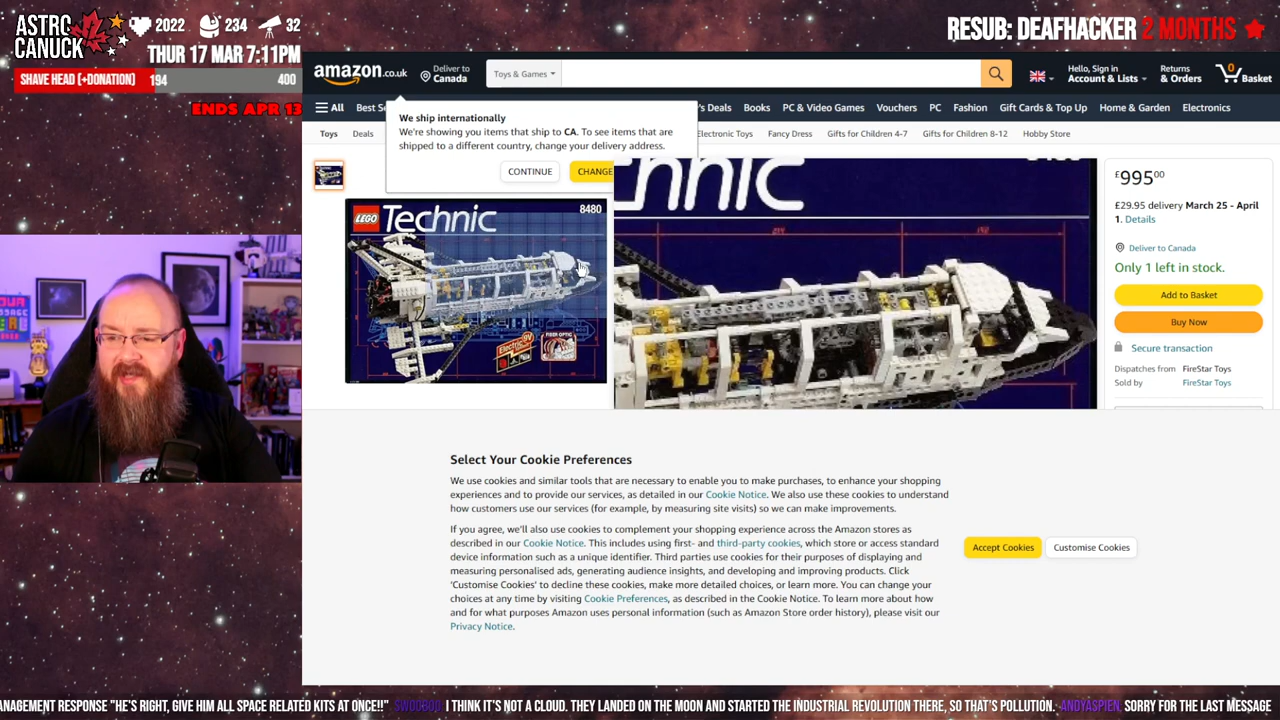 ASTRO
CANUCK
2022 234 32
THUR 17 MAR 7:11PM
SHAVE HEAD (+DONATION) 194 400
ENDS APR 13
RESUB: DEAFHACKER 2 MONTHS
amazon.co.uk
Deliver to
Canada
Toys & Games
Hello, Sign in
Account & Lists
Returns
& Orders
0
Basket
All
Best Se
's Deals
Books
PC & Video Games
Vouchers
PC
Fashion
Gift Cards & Top Up
Home & Garden
Electronics
Toys
Deals
Electronic Toys
Fancy Dress
Gifts for Children 4-7
Gifts for Children 8-12
Hobby Store
We ship internationally
We're showing you items that ship to CA. To see items that are
shipped to a different country, change your delivery address.
CONTINUE
CHANGE
LEGO Technic 8480
Electric 9V
FIBER-OPTIC
£99500
£29.95 delivery March 25 - April
1. Details
Deliver to Canada
Only 1 left in stock.
Add to Basket
Buy Now
Secure transaction
Dispatches from FireStar Toys
Sold by FireStar Toys
Select Your Cookie Preferences
We use cookies and similar tools that are necessary to enable you to make purchases, to enhance your shopping
experiences and to provide our services, as detailed in our Cookie Notice. We also use these cookies to understand
how customers use our services (for example, by measuring site visits) so we can make improvements.
If you agree, we'll also use cookies to complement your shopping experience across the Amazon stores as
described in our Cookie Notice. This includes using first- and third-party cookies, which store or access standard
device information such as a unique identifier. Third parties use cookies for their purposes of displaying and
measuring personalised ads, generating audience insights, and developing and improving products. Click
'Customise Cookies' to decline these cookies, make more detailed choices, or learn more. You can change your
choices at any time by visiting Cookie Preferences, as described in the Cookie Notice. To learn more about how
and for what purposes Amazon uses personal information (such as Amazon Store order history), please visit our
Privacy Notice.
Accept Cookies
Customise Cookies
ANAGEMENT RESPONSE "HE'S RIGHT, GIVE HIM ALL SPACE RELATED KITS AT ONCE!!" SWOOBOO: I THINK IT'S NOT A CLOUD. THEY LANDED ON THE MOON AND STARTED THE INDUSTRIAL REVOLUTION THERE, SO THAT'S POLLUTION. ANDYASPIEN: SORRY FOR THE LAST MESSAGE